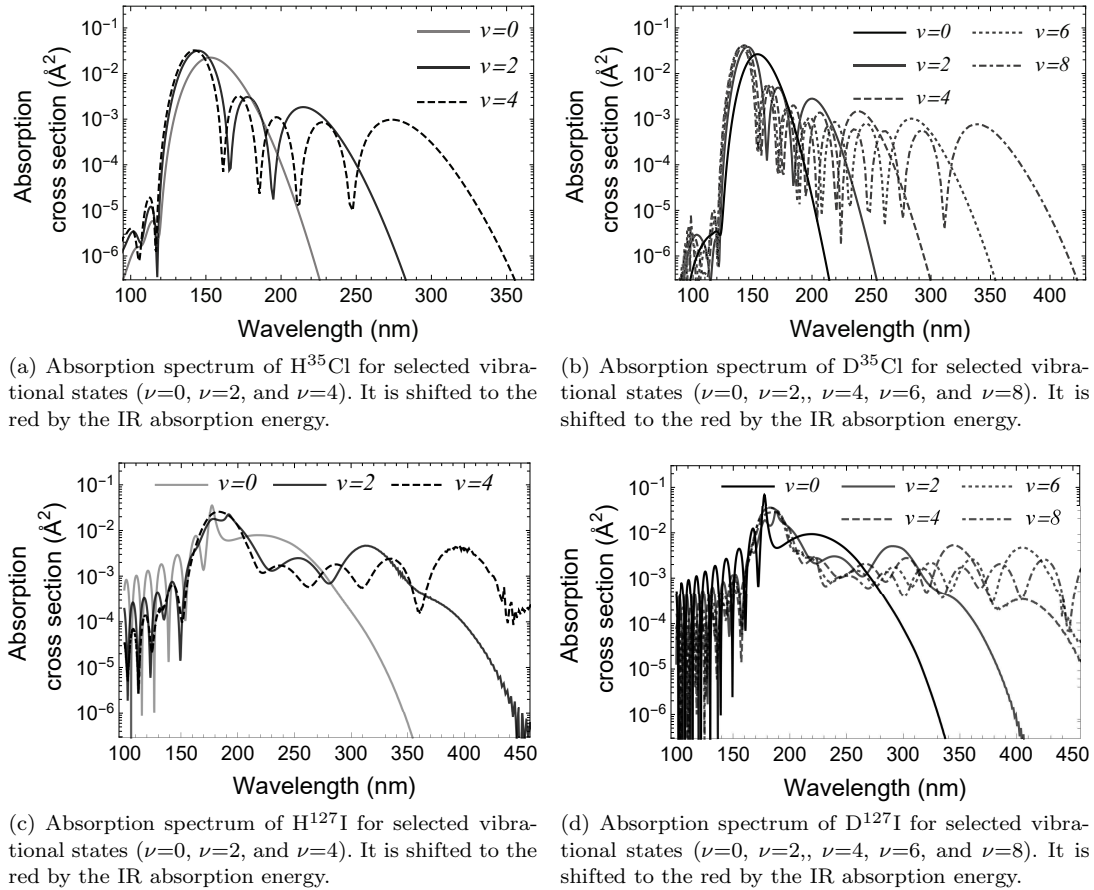 Absorption
cross section (Å²)
10⁻¹
10⁻²
10⁻³
10⁻⁴
10⁻⁵
10⁻⁶
v=0
v=2
v=4
100 150 200 250 300 350
Wavelength (nm)
Absorption
cross section (Å²)
10⁻¹
10⁻²
10⁻³
10⁻⁴
10⁻⁵
10⁻⁶
v=0 v=6
v=2 v=8
v=4
100 150 200 250 300 350 400
Wavelength (nm)
(a) Absorption spectrum of H³⁵Cl for selected vibra-
tional states (ν=0, ν=2, and ν=4). It is shifted to the
red by the IR absorption energy.
(b) Absorption spectrum of D³⁵Cl for selected vibra-
tional states (ν=0, ν=2,, ν=4, ν=6, and ν=8). It is
shifted to the red by the IR absorption energy.
Absorption
cross section (Å²)
10⁻¹
10⁻²
10⁻³
10⁻⁴
10⁻⁵
10⁻⁶
v=0 v=2 v=4
100 150 200 250 300 350 400 450
Wavelength (nm)
Absorption
cross section (Å²)
10⁻¹
10⁻²
10⁻³
10⁻⁴
10⁻⁵
10⁻⁶
v=0 v=2 v=6
v=4 v=8
100 150 200 250 300 350 400 450
Wavelength (nm)
(c) Absorption spectrum of H¹²⁷I for selected vibra-
tional states (ν=0, ν=2, and ν=4). It is shifted to the
red by the IR absorption energy.
(d) Absorption spectrum of D¹²⁷I for selected vibra-
tional states (ν=0, ν=2,, ν=4, ν=6, and ν=8). It is
shifted to the red by the IR absorption energy.